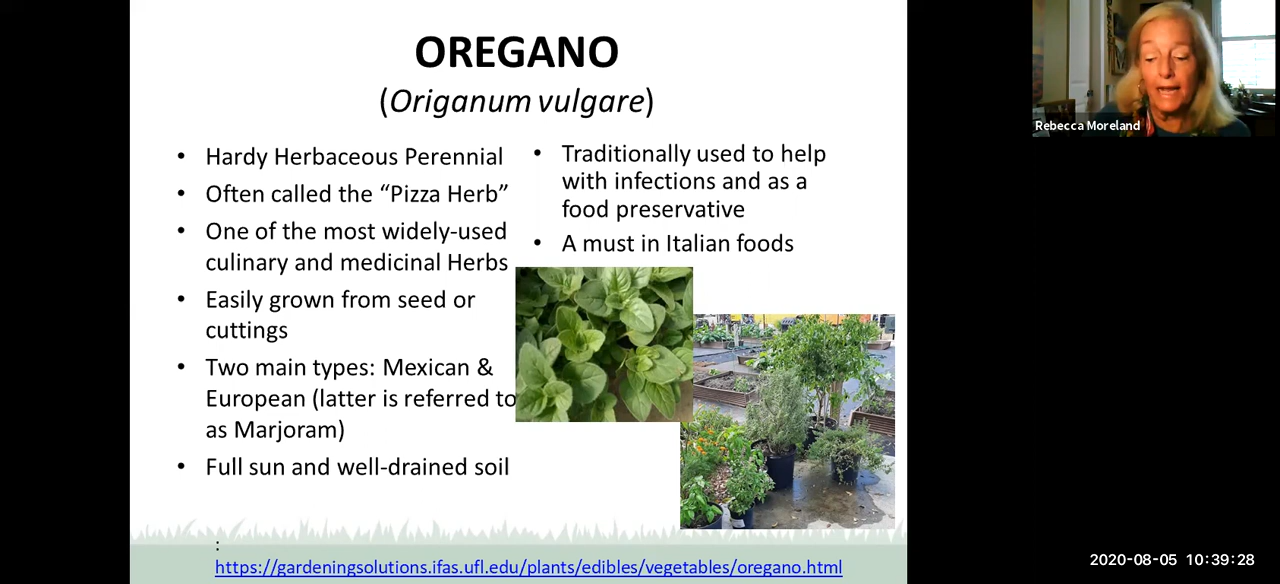 OREGANO
(Origanum vulgare)
• Hardy Herbaceous Perennial
• Often called the “Pizza Herb”
• One of the most widely-used
culinary and medicinal Herbs
• Easily grown from seed or
cuttings
• Two main types: Mexican &
European (latter is referred to
as Marjoram)
• Full sun and well-drained soil
• Traditionally used to help
with infections and as a
food preservative
• A must in Italian foods
:
https://gardeningsolutions.ifas.ufl.edu/plants/edibles/vegetables/oregano.html
Rebecca Moreland
2020-08-05 10:39:28